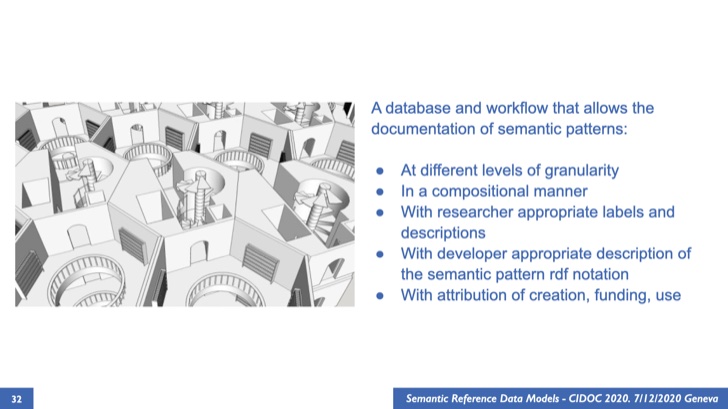 A database and workflow that allows the
documentation of semantic patterns:
● At different levels of granularity
● In a compositional manner
● With researcher appropriate labels and
descriptions
● With developer appropriate description of
the semantic pattern rdf notation
● With attribution of creation, funding, use
32
Semantic Reference Data Models - CIDOC 2020. 7/12/2020 Geneva